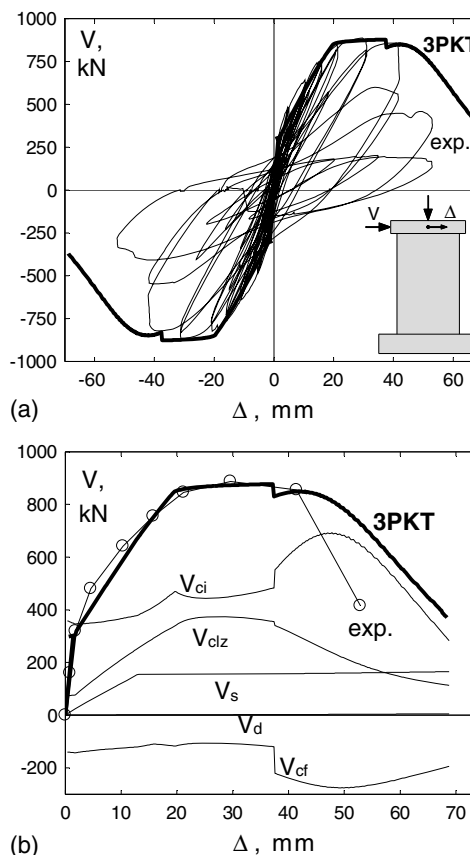 1000
V,
kN
3PKT
750
500
250
exp.
0
V
Δ
-250
-500
-750
-1000
-60 -40 -20 0 20 40 60
(a)
Δ , mm
1000
V,
kN
800
3PKT
600
V_ci
400
exp.
V_clz
200
V_s
0
V_d
-200
V_cf
0 10 20 30 40 50 60 70
(b)
Δ , mm